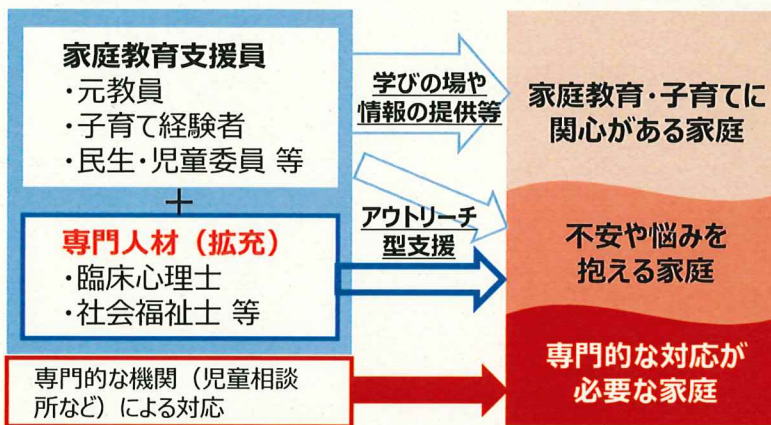 家庭教育支援員
・元教員
・子育て経験者
・民生・児童委員 等
＋
専門人材（拡充）
・臨床心理士
・社会福祉士 等
専門的な機関（児童相談
所など）による対応
学びの場や
情報の提供等
アウトリーチ
型支援
家庭教育・子育てに
関心がある家庭
不安や悩みを
抱える家庭
専門的な対応が
必要な家庭